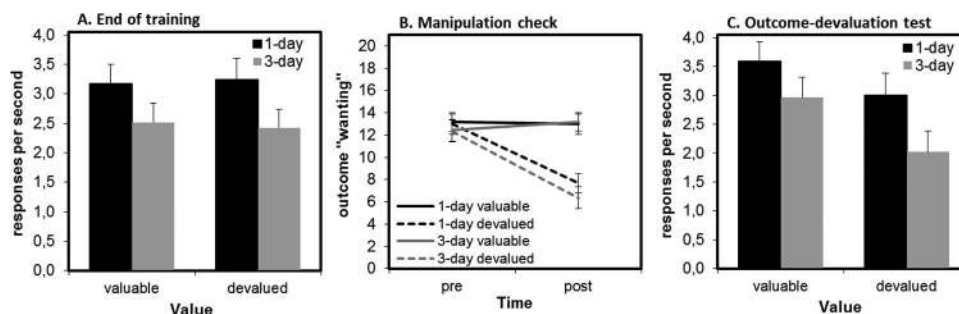 A. End of training
4,0
3,5
3,0
2,5
2,0
1,5
1,0
0,5
0,0
responses per second
1-day
3-day
valuable
devalued
Value
B. Manipulation check
20
18
16
14
12
10
8
6
4
2
0
outcome "wanting"
1-day valuable
1-day devalued
3-day valuable
3-day devalued
pre
post
Time
C. Outcome-devaluation test
4,0
3,5
3,0
2,5
2,0
1,5
1,0
0,5
0,0
responses per second
1-day
3-day
valuable
devalued
Value